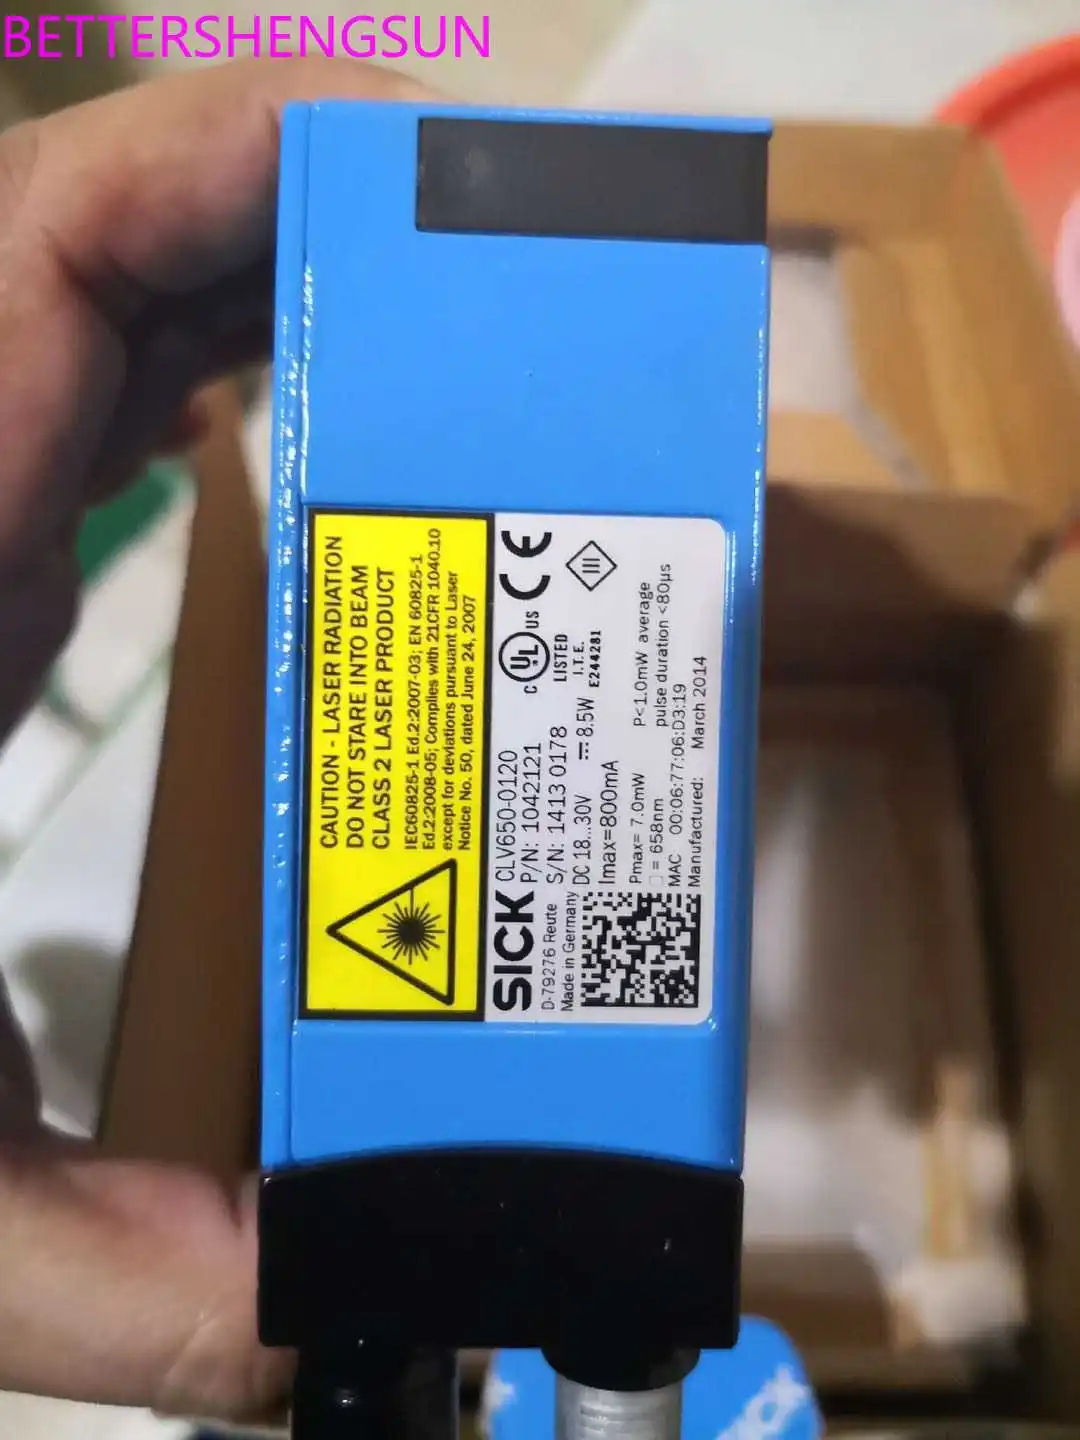 BETTERSHENGSUN
CAUTION - LASER RADIATION
DO NOT STARE INTO BEAM
CLASS 2 LASER PRODUCT
IEC60825-1 Ed.2:2007-03; EN 60825-1
Ed.2:2008-05; Complies with 21CFR 1040.10
except for deviations pursuant to Laser
Notice No. 50, dated June 24, 2007
SICK
D-79276 Reute
Made in Germany
CLV650-0120
P/N: 1042121
S/N: 1413 0178
DC 18...30V ⎓ 8.5W
Imax=800mA
C UL US
LISTED
I.T.E.
E244281
CE
Pmax= 7.0mW P<1.0mW average
□ = 658nm pulse duration <80µs
MAC 00:06:77:06:D3:19
Manufactured: March 2014
SICK